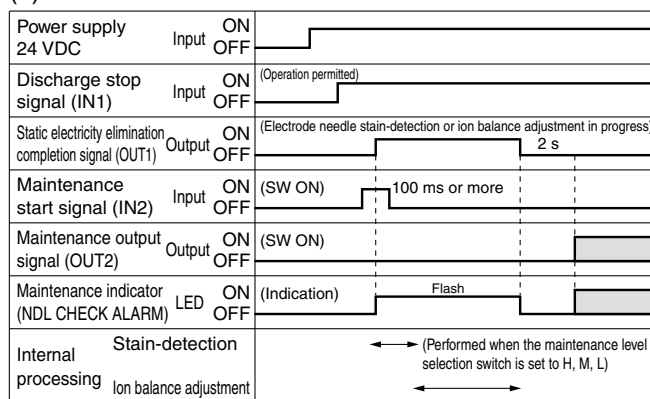 Power supply
24 VDC
Input
ON
OFF
Discharge stop
signal (IN1)
Input
ON
OFF
(Operation permitted)
Static electricity elimination
completion signal (OUT1)
Output
ON
OFF
(Electrode needle stain-detection or ion balance adjustment in progress)
2 s
Maintenance
start signal (IN2)
Input
ON
OFF
(SW ON)
100 ms or more
Maintenance output
signal (OUT2)
Output
ON
OFF
(SW ON)
Maintenance indicator
(NDL CHECK ALARM)
LED
ON
OFF
(Indication)
Flash
Internal
processing
Stain-detection
Ion balance adjustment
(Performed when the maintenance level
selection switch is set to H, M, L)